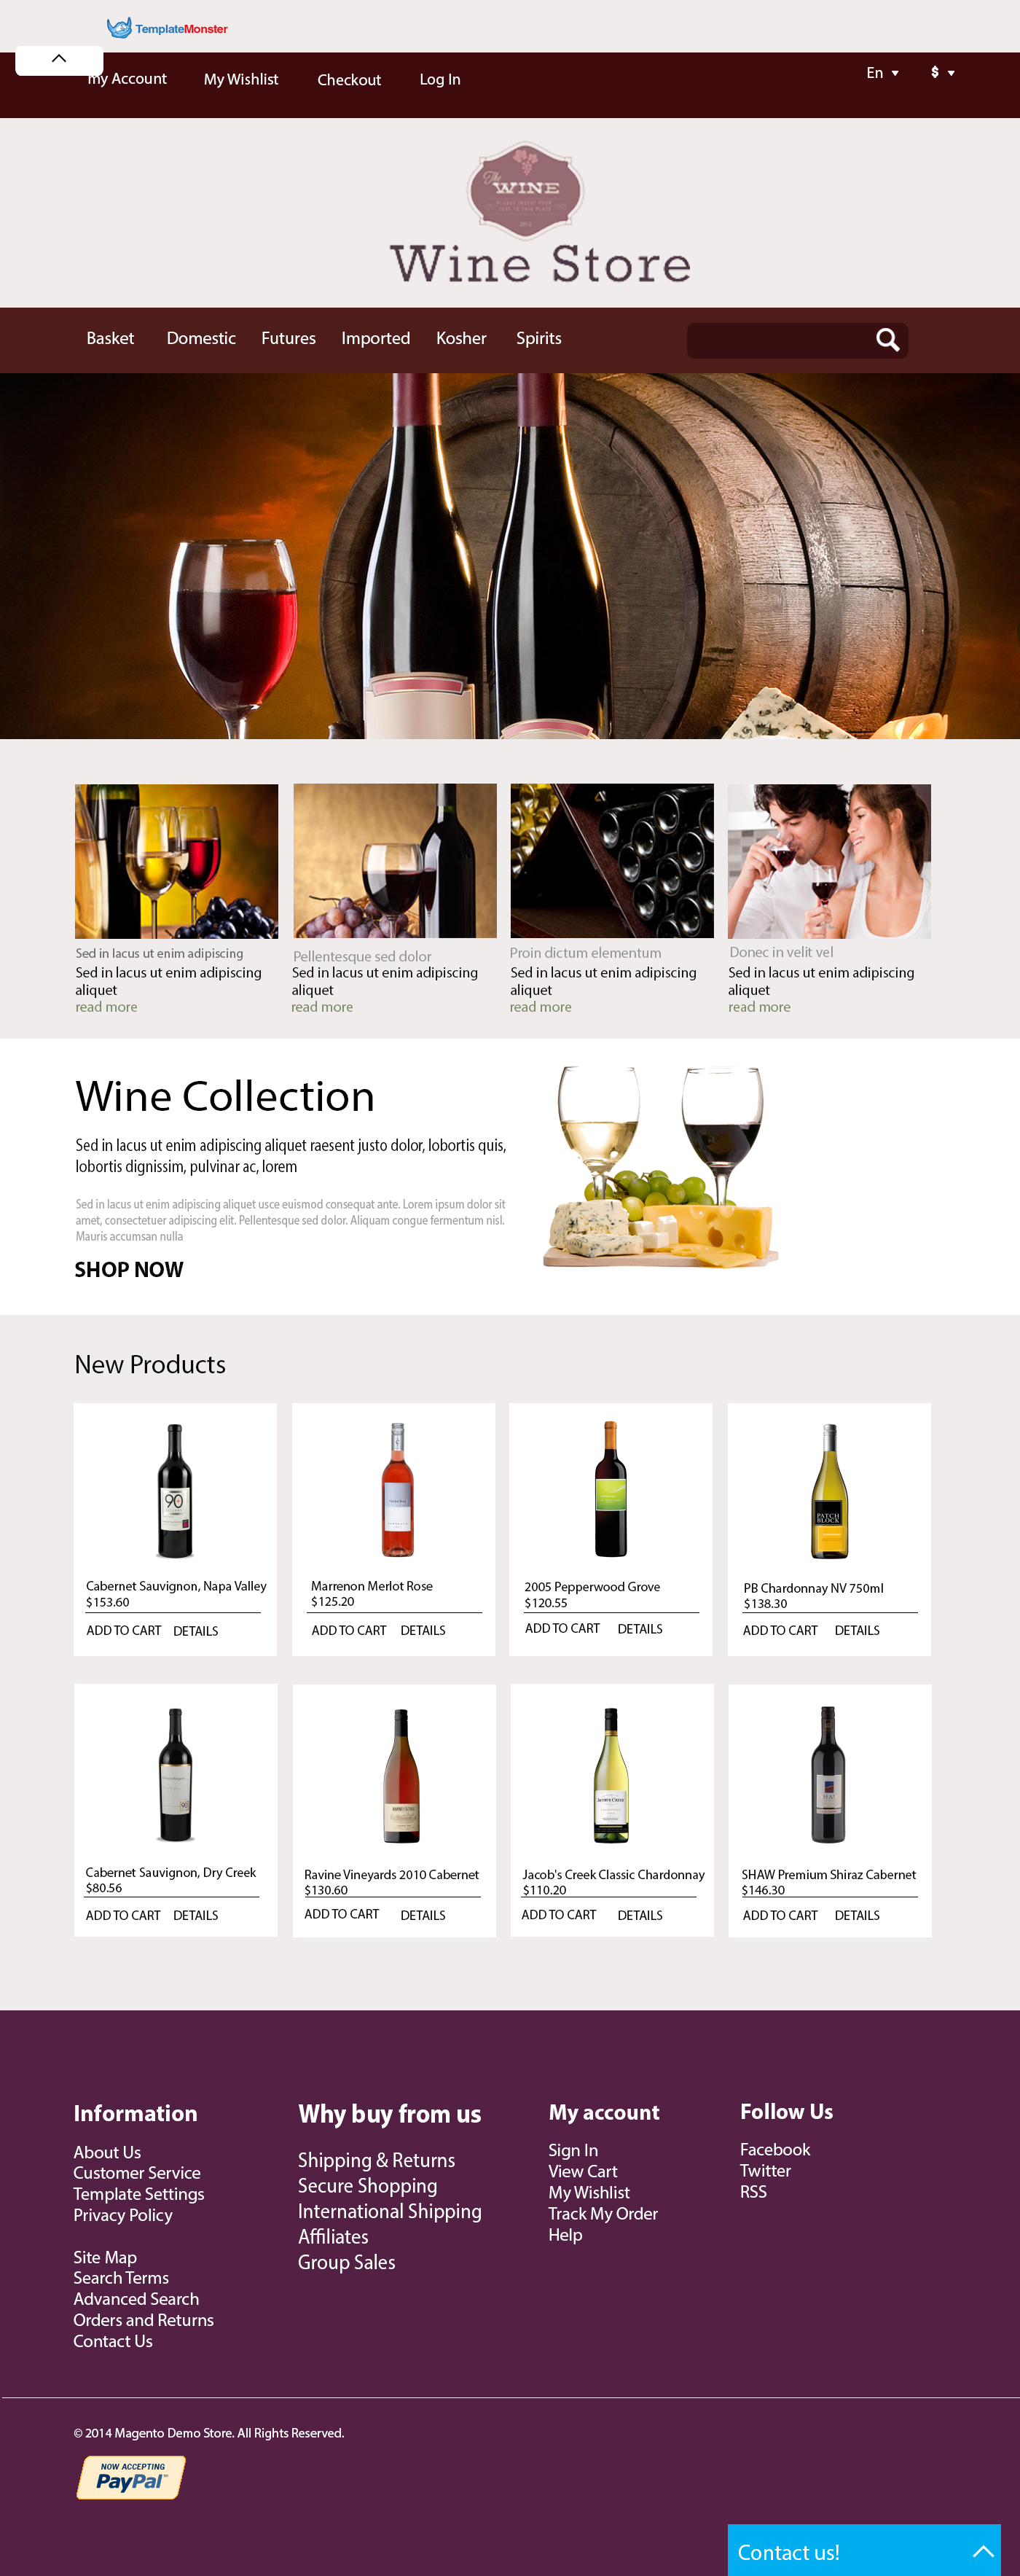 TemplateMonster
my Account My Wishlist Checkout Log In En $
The
WINE
PLEASE INSERT YOUR
TEXT IN THIS PLACE
2012
Wine Store
Basket Domestic Futures Imported Kosher Spirits
Sed in lacus ut enim adipiscing
Sed in lacus ut enim adipiscing
aliquet
read more
Pellentesque sed dolor
Sed in lacus ut enim adipiscing
aliquet
read more
Proin dictum elementum
Sed in lacus ut enim adipiscing
aliquet
read more
Donec in velit vel
Sed in lacus ut enim adipiscing
aliquet
read more
Wine Collection
Sed in lacus ut enim adipiscing aliquet raesent justo dolor, lobortis quis,
lobortis dignissim, pulvinar ac, lorem
Sed in lacus ut enim adipiscing aliquet usce euismod consequat ante. Lorem ipsum dolor sit
amet, consectetuer adipiscing elit. Pellentesque sed dolor. Aliquam congue fermentum nisl.
Mauris accumsan nulla
SHOP NOW
New Products
90
Cabernet Sauvignon, Napa Valley
$153.60
ADD TO CART DETAILS
Marrenon Merlot Rose
$125.20
ADD TO CART DETAILS
2005 Pepperwood Grove
$120.55
ADD TO CART DETAILS
PATCH
BLOCK
PB Chardonnay NV 750ml
$138.30
ADD TO CART DETAILS
Cabernet Sauvignon, Dry Creek
$80.56
ADD TO CART DETAILS
Ravine Vineyards 2010 Cabernet
$130.60
ADD TO CART DETAILS
JACOB'S CREEK
Jacob's Creek Classic Chardonnay
$110.20
ADD TO CART DETAILS
SHAW Premium Shiraz Cabernet
$146.30
ADD TO CART DETAILS
Information
About Us
Customer Service
Template Settings
Privacy Policy
Site Map
Search Terms
Advanced Search
Orders and Returns
Contact Us
Why buy from us
Shipping & Returns
Secure Shopping
International Shipping
Affiliates
Group Sales
My account
Sign In
View Cart
My Wishlist
Track My Order
Help
Follow Us
Facebook
Twitter
RSS
© 2014 Magento Demo Store. All Rights Reserved.
NOW ACCEPTING
PayPal
Contact us!